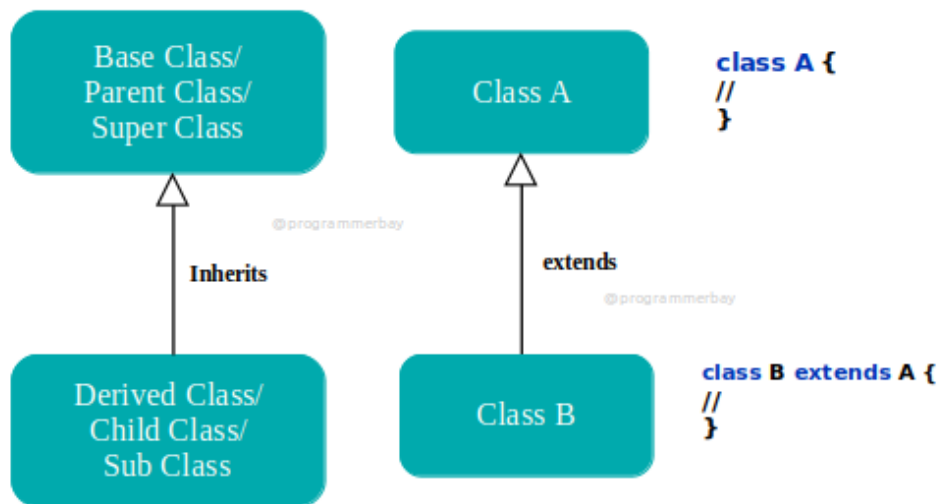 Base Class/
Parent Class/
Super Class
Class A
class A {
//
}
@programmerbay
Inherits
extends
@programmerbay
Derived Class/
Child Class/
Sub Class
Class B
class B extends A {
//
}